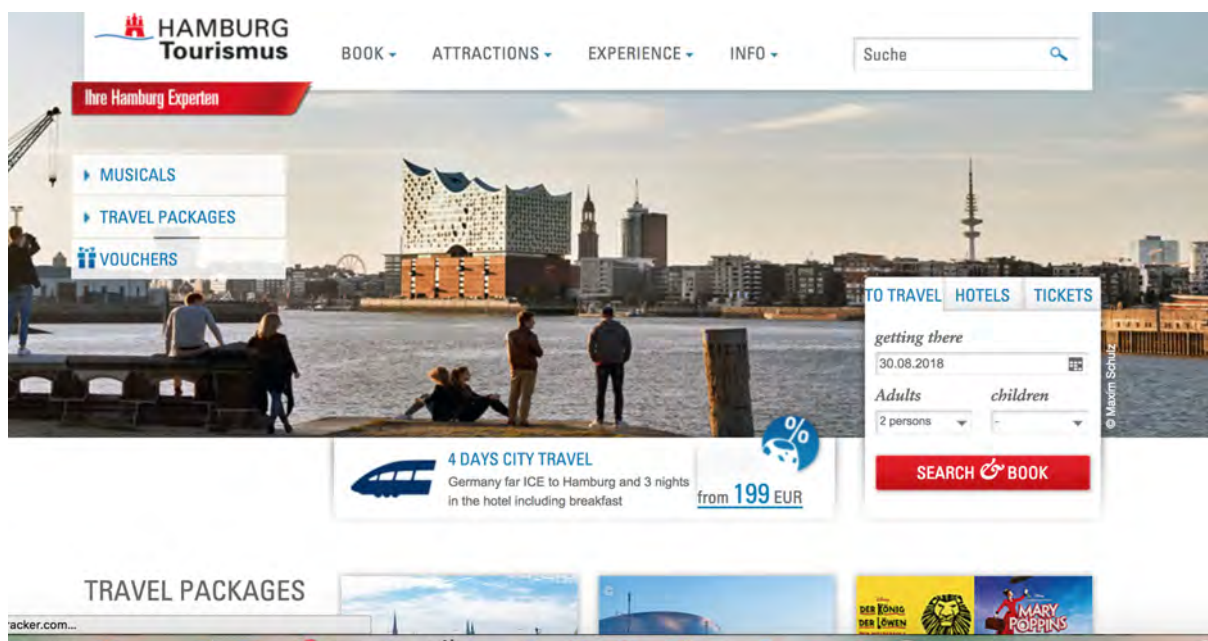 HAMBURG
Tourismus
BOOK
ATTRACTIONS
EXPERIENCE
INFO
Suche
Ihre Hamburg Experten
MUSICALS
TRAVEL PACKAGES
VOUCHERS
TO TRAVEL HOTELS TICKETS
getting there
30.08.2018
Adults children
2 persons -
SEARCH & BOOK
© Maxim Schulz
%
4 DAYS CITY TRAVEL
Germany far ICE to Hamburg and 3 nights
in the hotel including breakfast
from 199 EUR
TRAVEL PACKAGES
racker.com...
Disney
DER KÖNIG
DER LÖWEN
MARY
POPPINS